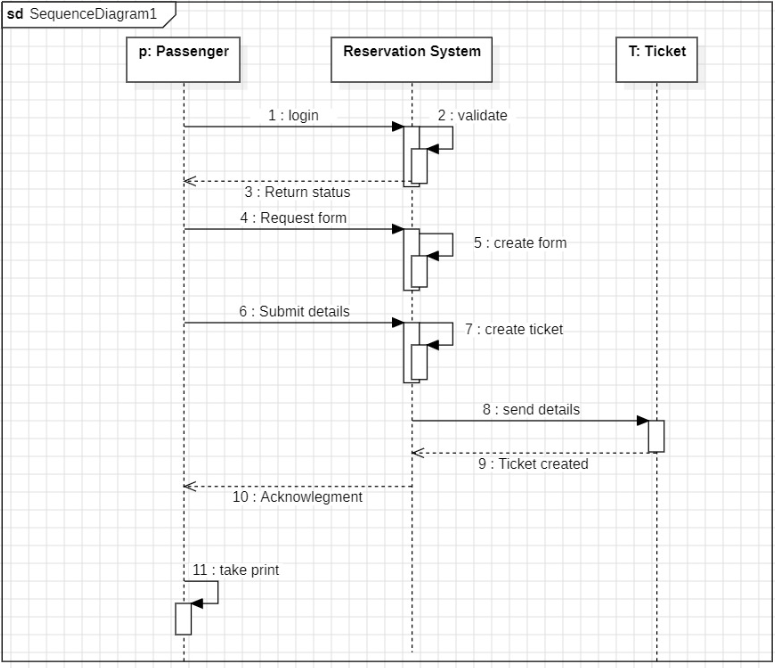 sd SequenceDiagram1
p: Passenger
Reservation System
T: Ticket
1 : login
2 : validate
3 : Return status
4 : Request form
5 : create form
6 : Submit details
7 : create ticket
8 : send details
9 : Ticket created
10 : Acknowlegment
11 : take print